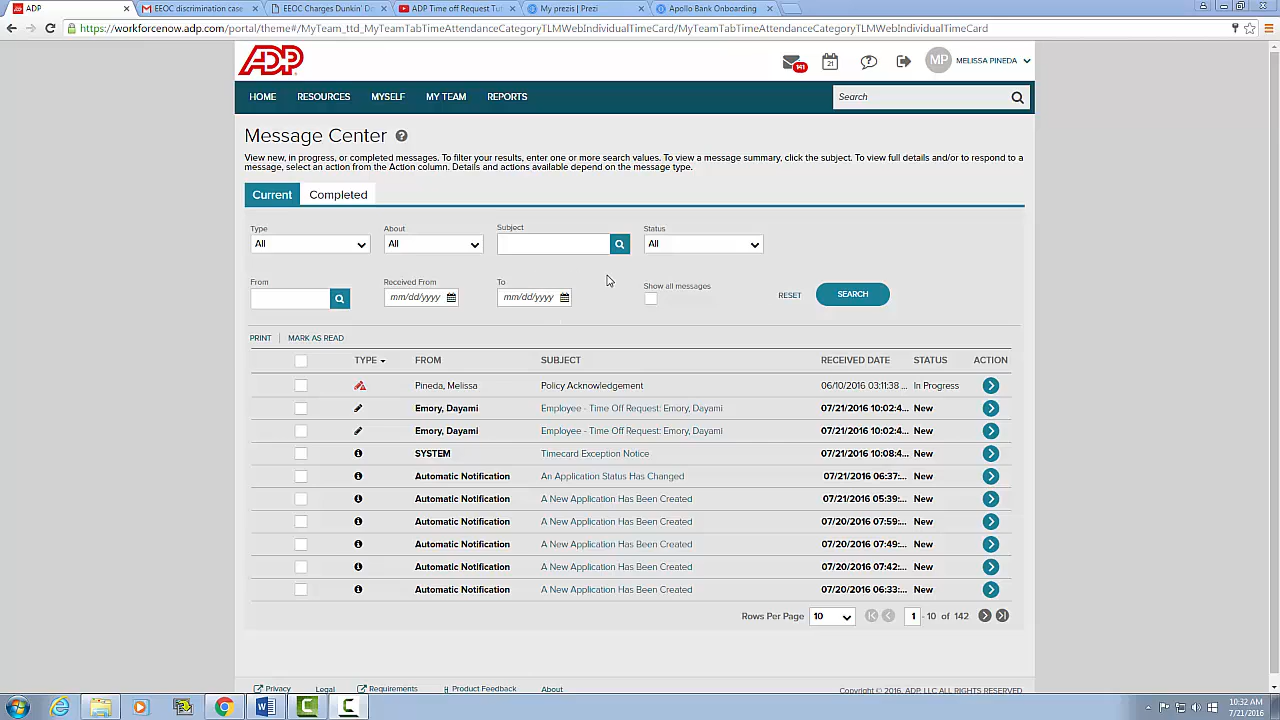 ADP
EEOC discrimination case
EEOC Charges Dunkin' D
ADP Time off Request Tut
My prezis | Prezi
Apollo Bank Onboarding
https://workforcenow.adp.com/portal/theme#/MyTeam_ttd_MyTeamTabTimeAttendanceCategoryTLMWebIndividualTimeCard/MyTeamTabTimeAttendanceCategoryTLMWebIndividualTimeCard
ADP 141 21 MP MELISSA PINEDA
HOME RESOURCES MYSELF MY TEAM REPORTS Search
Message Center ?
View new, in progress, or completed messages. To filter your results, enter one or more search values. To view a message summary, click the subject. To view full details and/or to respond to a
message, select an action from the Action column. Details and actions available depend on the message type.
Current Completed
Type About Subject Status
All All All
From Received From To Show all messages
mm/dd/yyyy mm/dd/yyyy RESET SEARCH
PRINT MARK AS READ
TYPE FROM SUBJECT RECEIVED DATE STATUS ACTION
Pineda, Melissa Policy Acknowledgement 06/10/2016 03:11:38 ... In Progress
Emory, Dayami Employee - Time Off Request: Emory, Dayami 07/21/2016 10:02:4... New
Emory, Dayami Employee - Time Off Request: Emory, Dayami 07/21/2016 10:02:4... New
SYSTEM Timecard Exception Notice 07/21/2016 10:08:4... New
Automatic Notification An Application Status Has Changed 07/21/2016 06:37:... New
Automatic Notification A New Application Has Been Created 07/21/2016 05:39:... New
Automatic Notification A New Application Has Been Created 07/20/2016 07:59:... New
Automatic Notification A New Application Has Been Created 07/20/2016 07:49:... New
Automatic Notification A New Application Has Been Created 07/20/2016 07:42:... New
Automatic Notification A New Application Has Been Created 07/20/2016 06:33:... New
Rows Per Page 10 1 - 10 of 142
Privacy Legal Requirements Product Feedback About Copyright © 2016, ADP, LLC ALL RIGHTS RESERVED
10:32 AM
7/21/2016